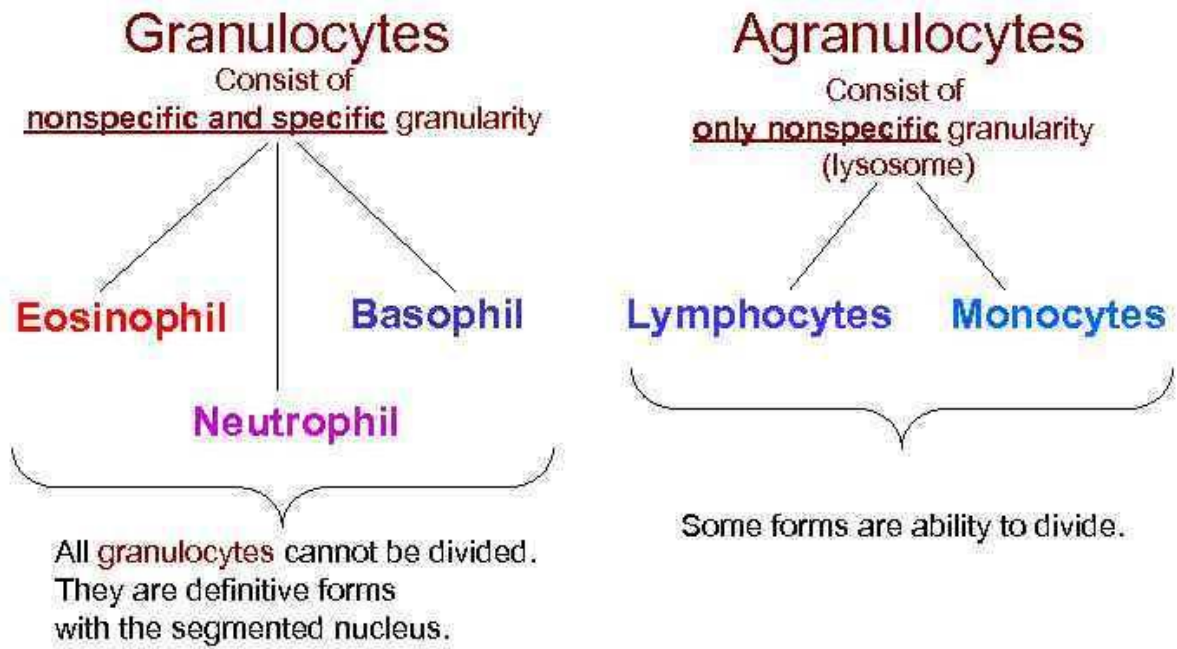 Granulocytes
Consist of
nonspecific and specific granularity
Eosinophil
Basophil
Neutrophil
All granulocytes cannot be divided.
They are definitive forms
with the segmented nucleus.
Agranulocytes
Consist of
only nonspecific granularity
(lysosome)
Lymphocytes
Monocytes
Some forms are ability to divide.